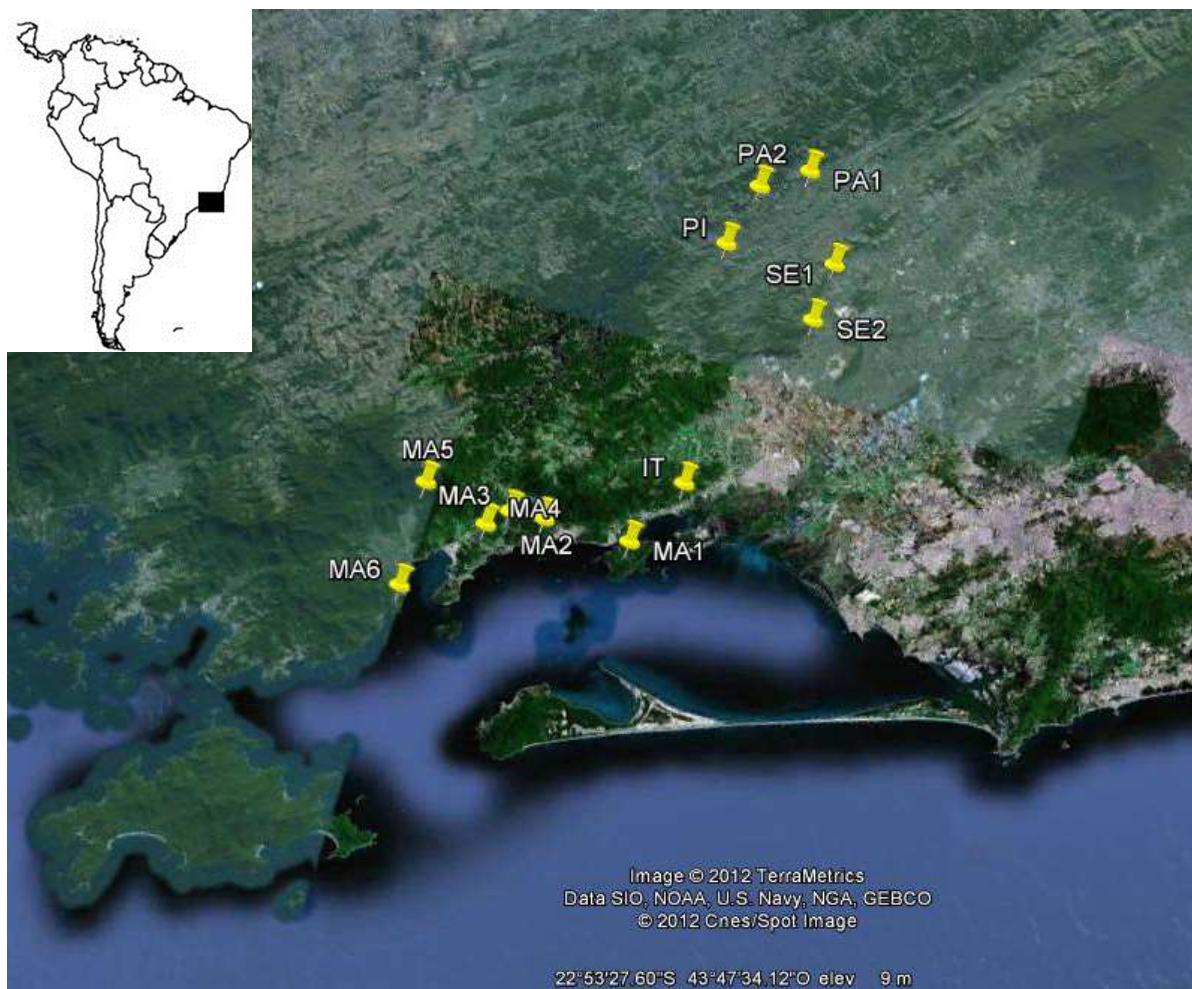 PA2
PA1
PI
SE1
SE2
MA5
IT
MA3
MA4
MA2
MA1
MA6
Image © 2012 TerraMetrics
Data SIO, NOAA, U.S. Navy, NGA, GEBCO
© 2012 Cnes/Spot Image
22°53'27.60"S 43°47'34.12"O elev 9 m